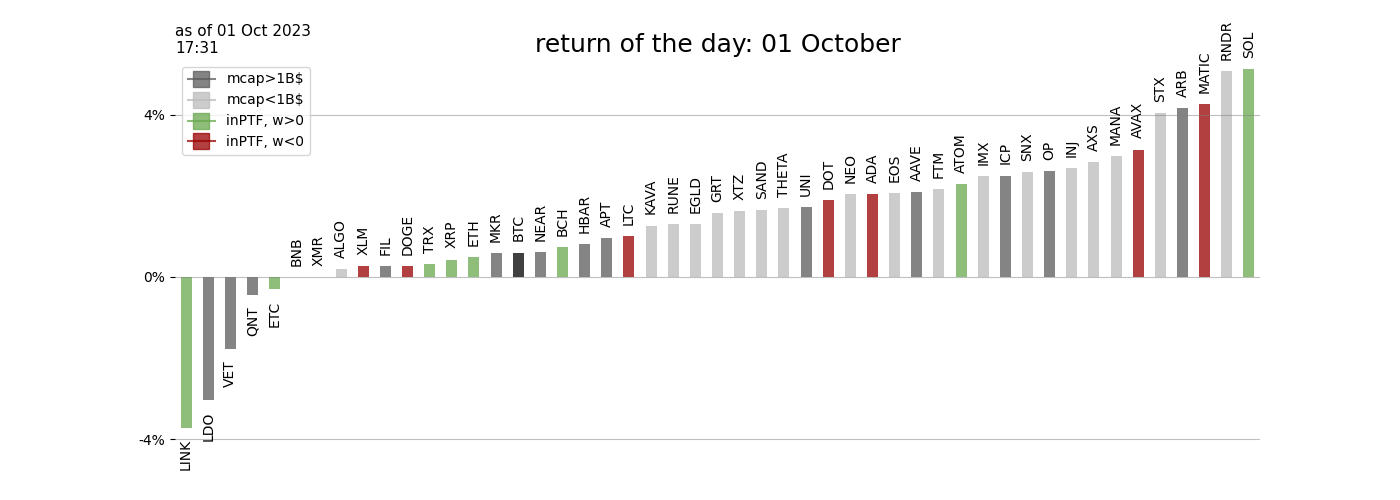 as of 01 Oct 2023
17:31
return of the day: 01 October
mcap>1B$
mcap<1B$
inPTF, w>0
inPTF, w<0
4%
0%
-4%
LINK
LDO
VET
QNT
ETC
BNB
XMR
ALGO
XLM
FIL
DOGE
TRX
XRP
ETH
MKR
BTC
NEAR
BCH
HBAR
APT
LTC
KAVA
RUNE
EGLD
GRT
XTZ
SAND
THETA
UNI
DOT
NEO
ADA
EOS
AAVE
FTM
ATOM
IMX
ICP
SNX
OP
INJ
AXS
MANA
AVAX
STX
ARB
MATIC
RNDR
SOL